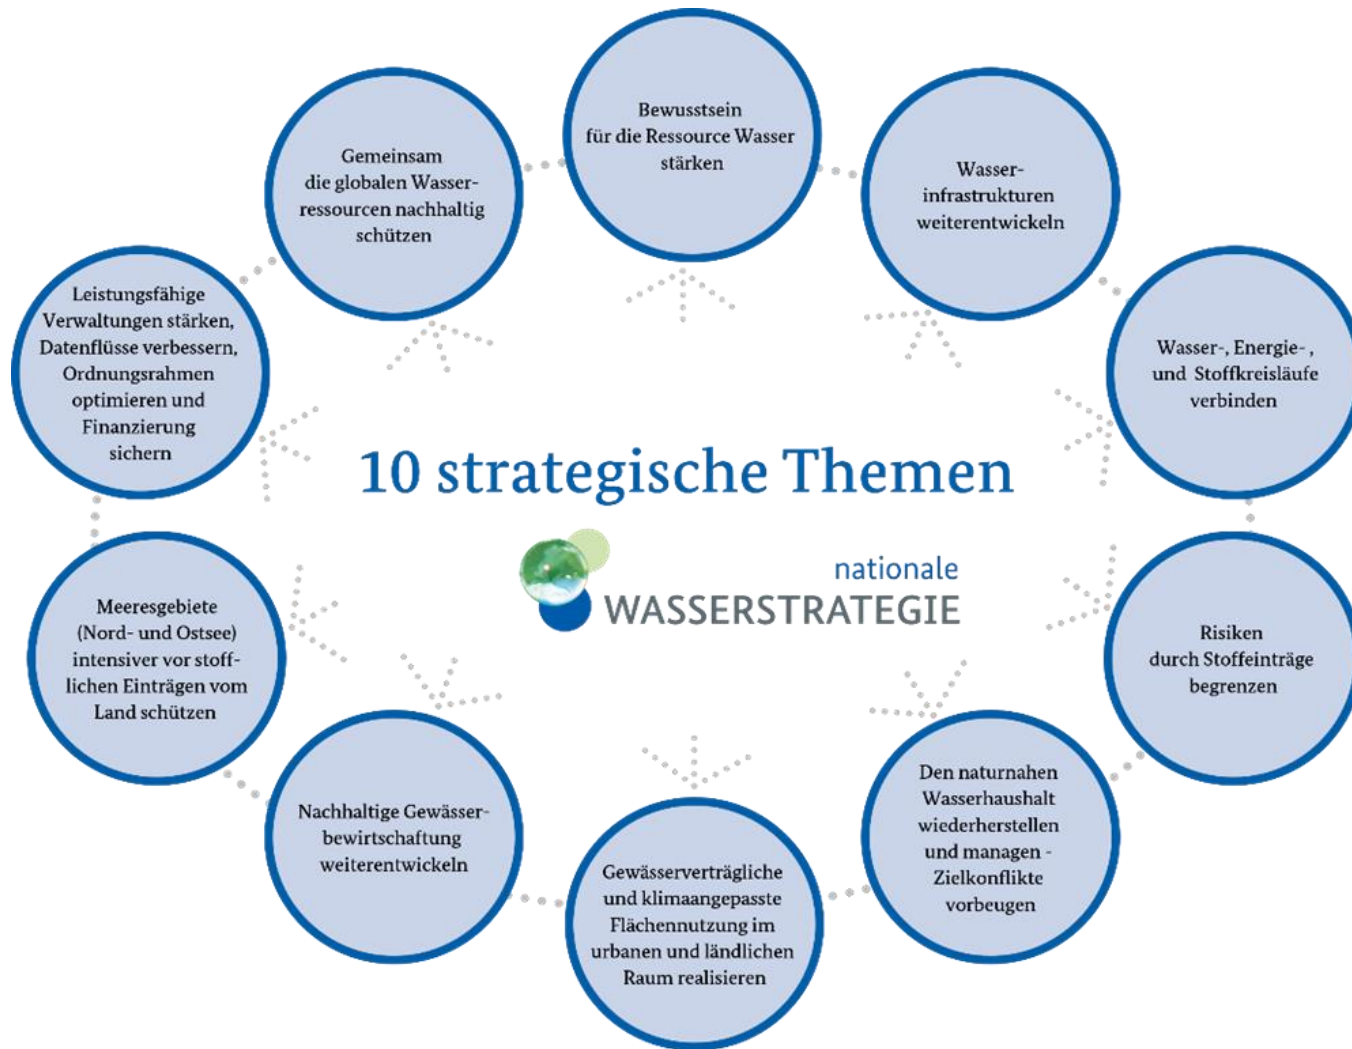 Bewusstsein
für die Ressource Wasser
stärken
Wasser-
infrastrukturen
weiterentwickeln
Wasser-, Energie- ,
und Stoffkreisläufe
verbinden
Risiken
durch Stoffeinträge
begrenzen
Den naturnahen
Wasserhaushalt
wiederherstellen
und managen -
Zielkonflikte
vorbeugen
Gewässerverträgliche
und klimaangepasste
Flächennutzung im
urbanen und ländlichen
Raum realisieren
Nachhaltige Gewässer-
bewirtschaftung
weiterentwickeln
Meeresgebiete
(Nord- und Ostsee)
intensiver vor stoff-
lichen Einträgen vom
Land schützen
Leistungsfähige
Verwaltungen stärken,
Datenflüsse verbessern,
Ordnungsrahmen
optimieren und
Finanzierung
sichern
Gemeinsam
die globalen Wasser-
ressourcen nachhaltig
schützen
10 strategische Themen
nationale
WASSERSTRATEGIE